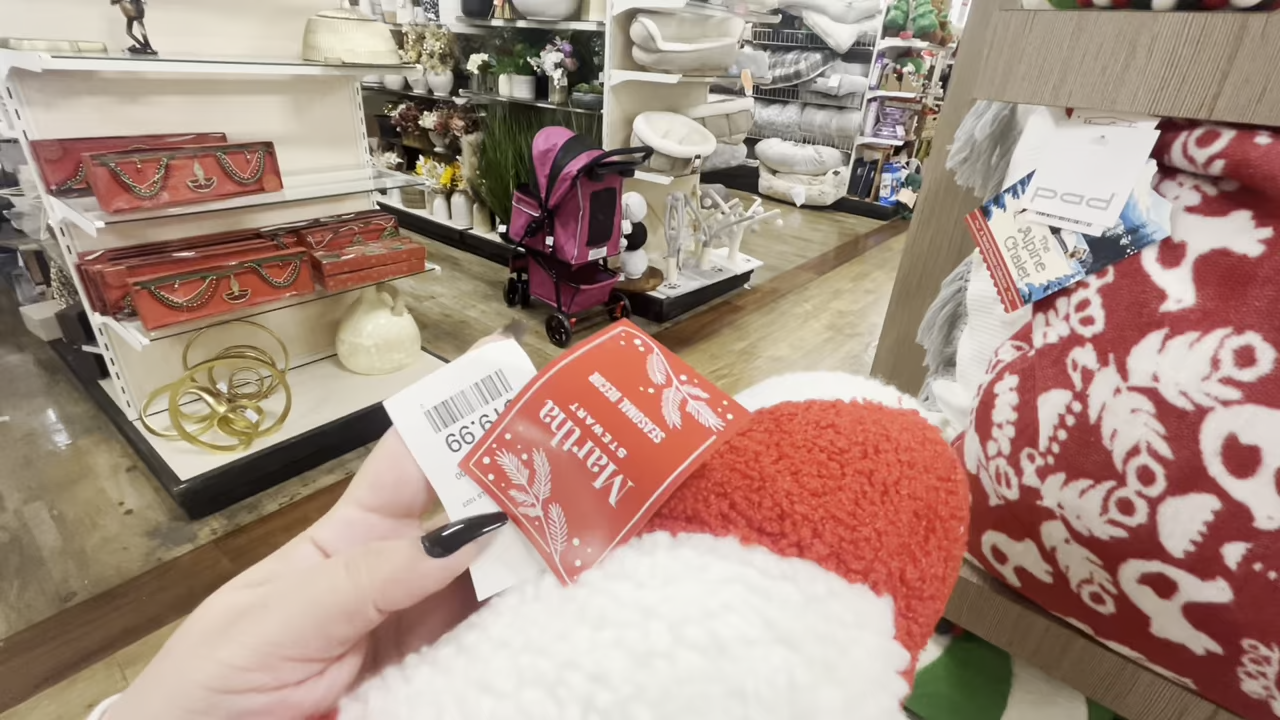 Martha
STEWART
SEASONAL DECOR
$19.99
pad
The
Alpine
Chalet